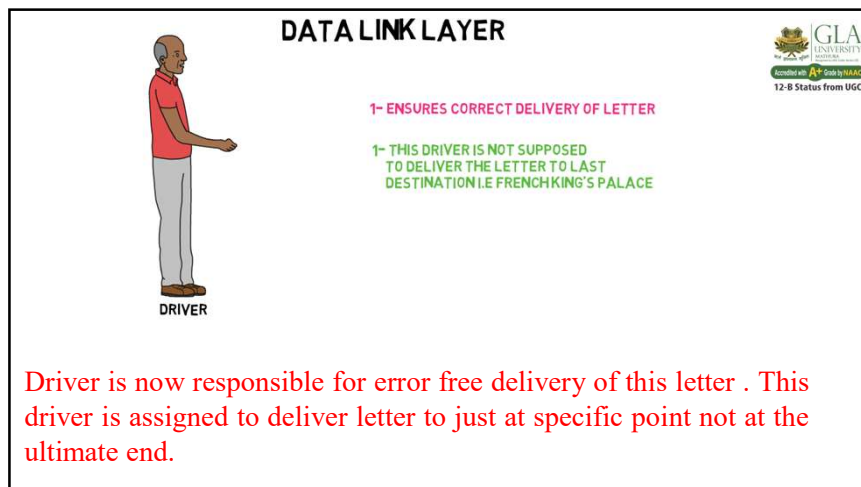 DATA LINK LAYER
GLA
UNIVERSITY
MATHURA
Accredited with A+ Grade by NAAC
12-B Status from UGC
1- ENSURES CORRECT DELIVERY OF LETTER
1- THIS DRIVER IS NOT SUPPOSED
TO DELIVER THE LETTER TO LAST
DESTINATION I.E FRENCH KING'S PALACE
DRIVER
Driver is now responsible for error free delivery of this letter . This
driver is assigned to deliver letter to just at specific point not at the
ultimate end.